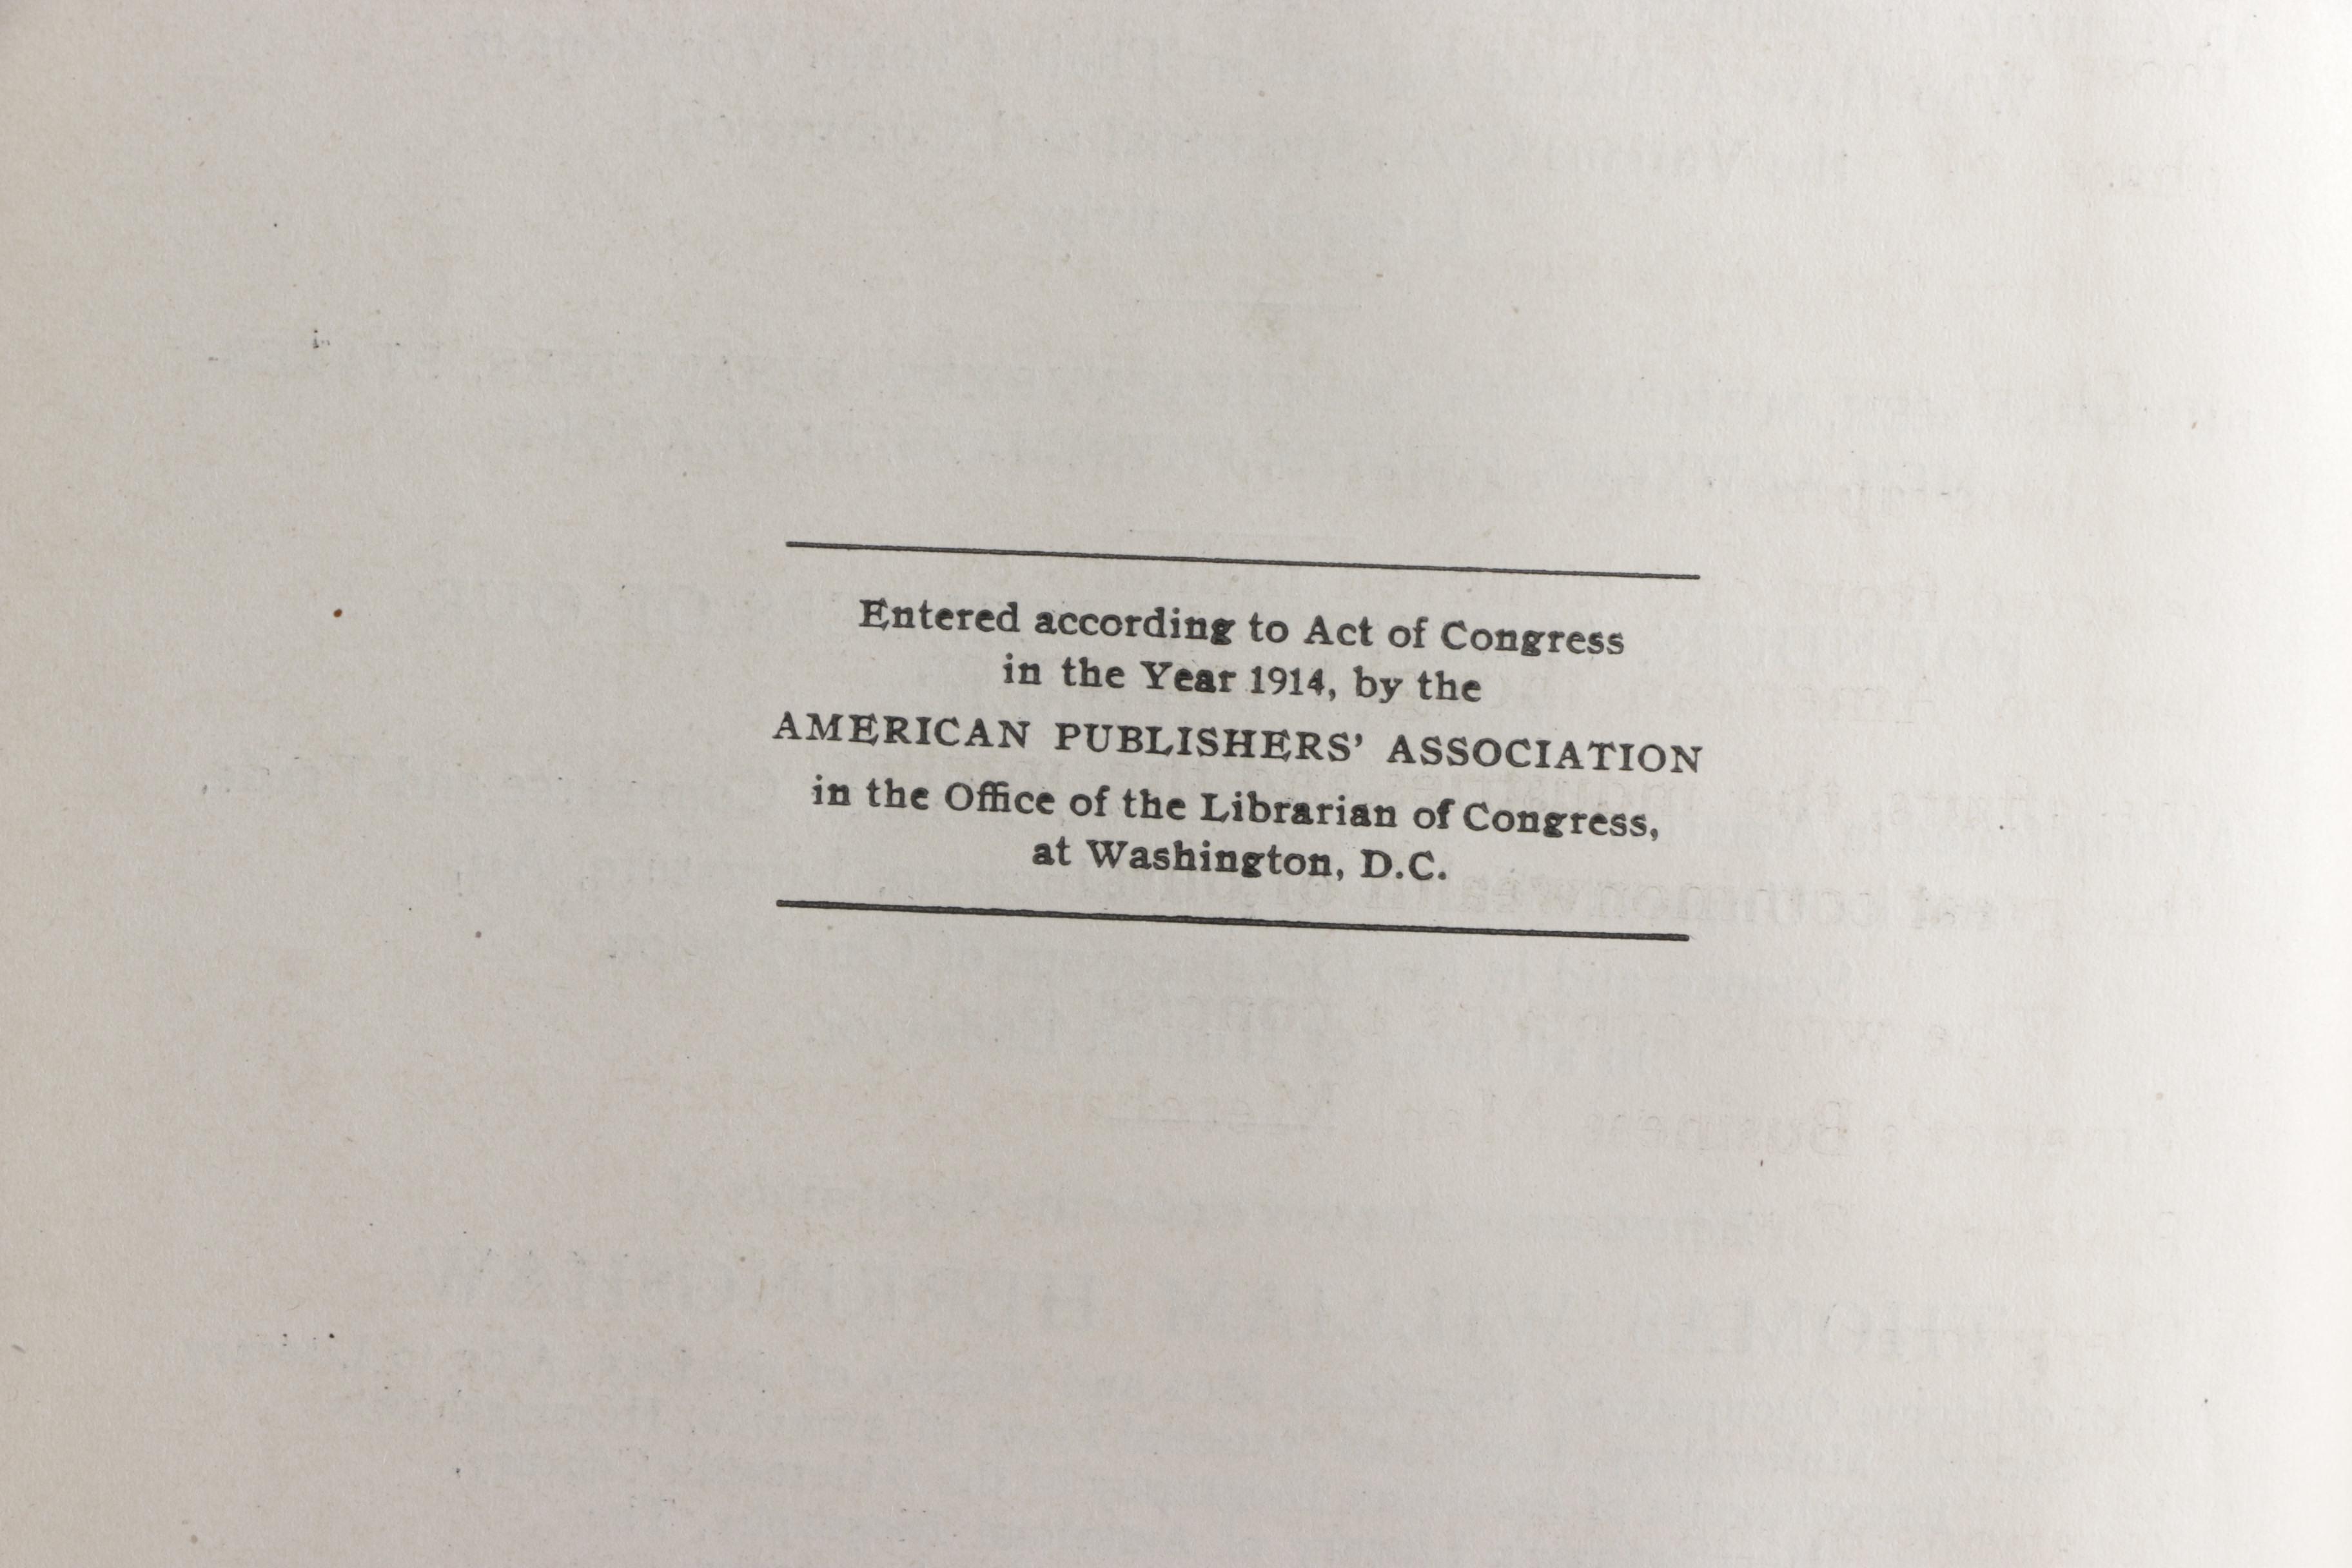 Entered according to Act of Congress
in the Year 1914, by the
AMERICAN PUBLISHERS' ASSOCIATION
in the Office of the Librarian of Congress,
at Washington, D.C.